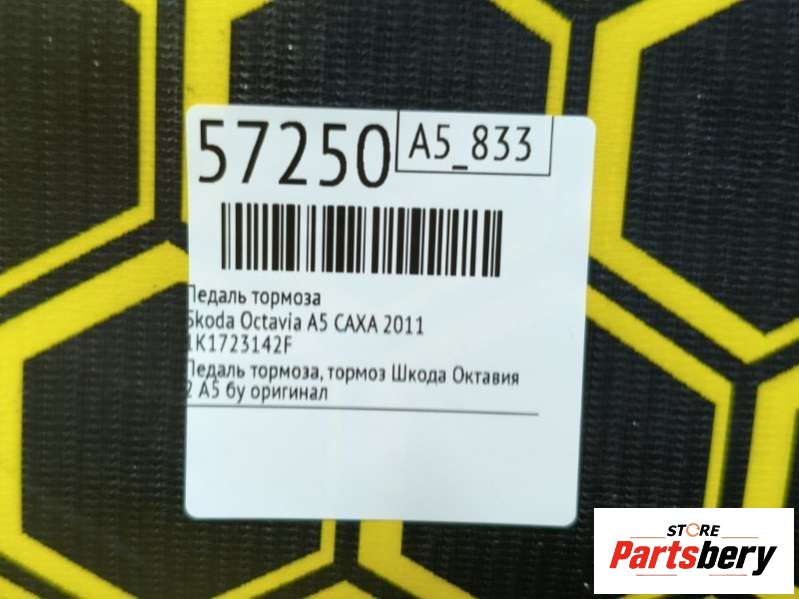 57250
A5_833
Педаль тормоза
Skoda Octavia A5 CAXA 2011
1K1723142F
Педаль тормоза, тормоз Шкода Октавия
2 А5 бу оригинал
STORE
Partsbery